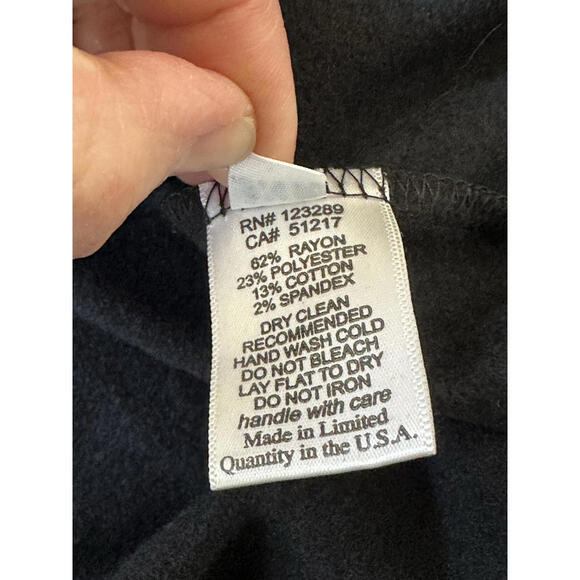 RN# 123289
CA# 51217
62% RAYON
23% POLYESTER
13% COTTON
2% SPANDEX
DRY CLEAN
RECOMMENDED
HAND WASH COLD
DO NOT BLEACH
LAY FLAT TO DRY
DO NOT IRON
handle with care
Made in Limited
Quantity in the U.S.A.